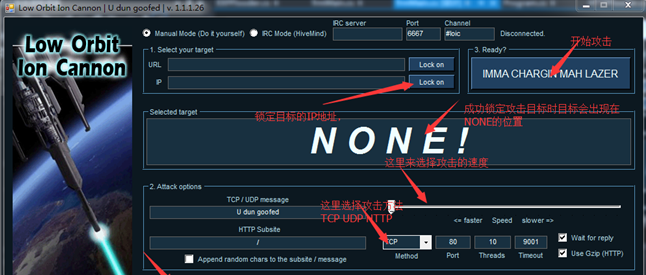 Low Orbit Ion Cannon | U dun goofed | v. 1.1.1.26
Low Orbit
Ion Cannon
Manual Mode (Do it yourself)
IRC Mode (HiveMind)
IRC server
Port
Channel
6667
#loic
Disconnected.
1. Select your target
URL
Lock on
IP
Lock on
锁定目标的IP地址。
3. Ready?
开始攻击
IMMA CHARGIN MAH LAZER
Selected target
NONE!
成功锁定攻击目标时目标会出现在
NONE的位置
这里来选择攻击的速度
2. Attack options
TCP / UDP message
U dun goofed
这里选择攻击方法
TCP UDP HTTP
<= faster Speed slower =>
HTTP Subsite
/
Append random chars to the subsite / message
TCP
Method
80
Port
10
Threads
9001
Timeout
Wait for reply
Use Gzip (HTTP)